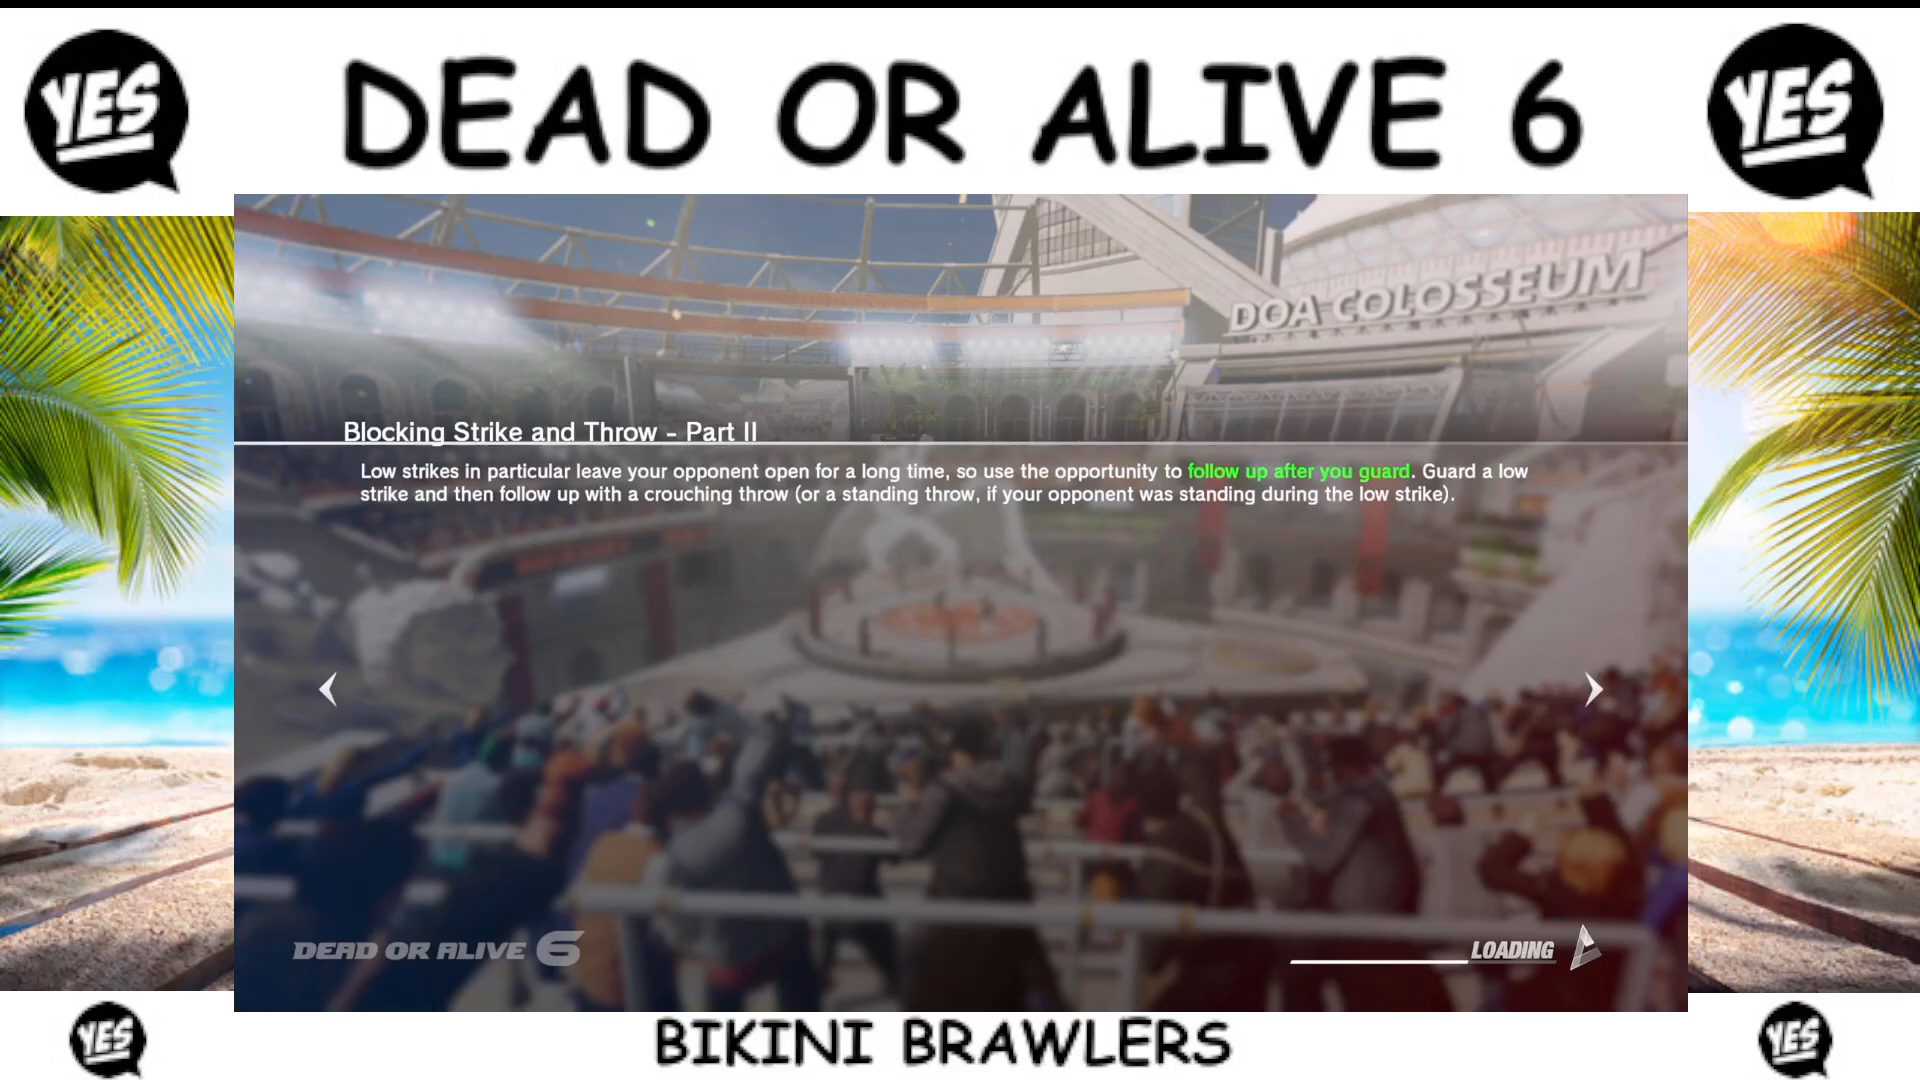 YES
DEAD OR ALIVE 6
YES
DOA COLOSSEUM
Blocking Strike and Throw - Part II
Low strikes in particular leave your opponent open for a long time, so use the opportunity to follow up after you guard. Guard a low
strike and then follow up with a crouching throw (or a standing throw, if your opponent was standing during the low strike).
DEAD OR ALIVE 6
LOADING
YES
BIKINI BRAWLERS
YES